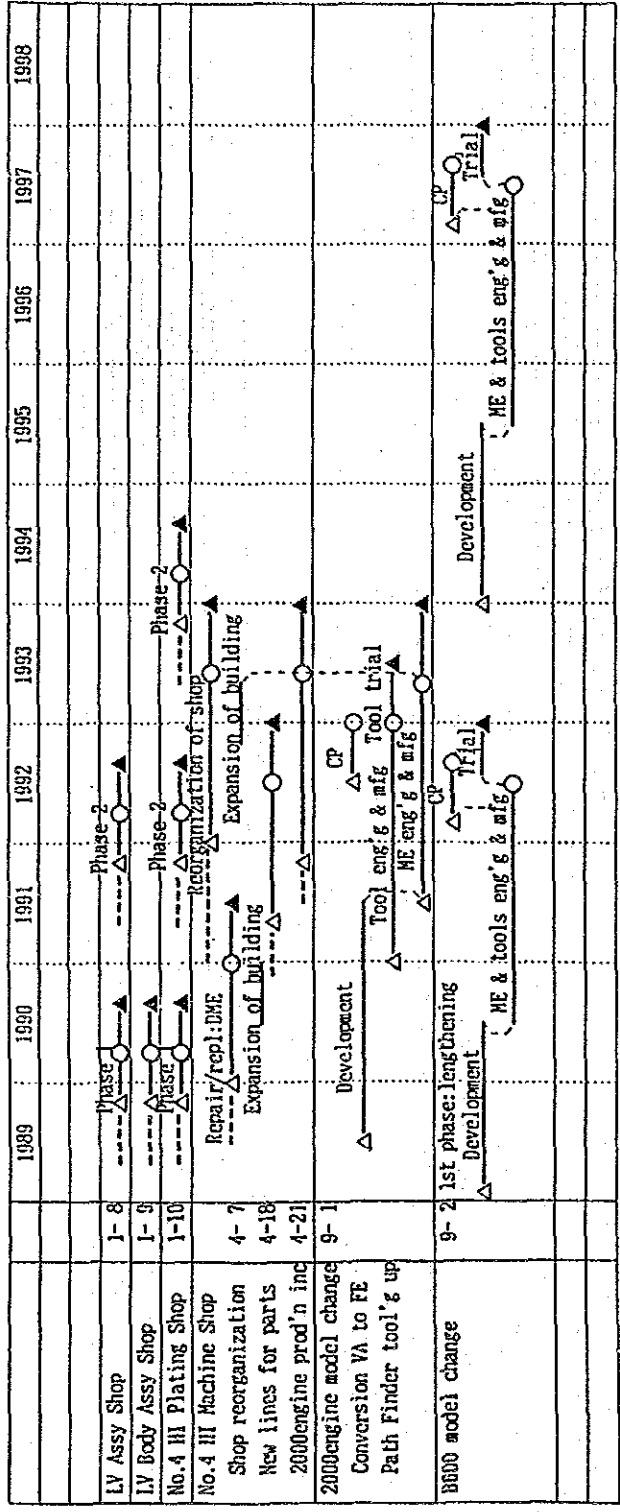 1989 1990 1991 1992 1993 1994 1995 1996 1997 1998
LV Assy Shop 1- 8 Phase Phase-2
LV Body Assy Shop 1- 9
No.4 HI Plating Shop 1-10 Phase Phase-2 Phase-2
No.4 HI Machine Shop Reorganization of shop
Shop reorganization 4- 7 Repair/repl:DME
Expansion of building Expansion of building
New lines for parts 4-18
2000engine prod'n inc 4-21
2000engine model change 9- 1
CP
Conversion VA to FE Development
Tool eng'g & mfg Tool trial
Path Finder tool'g up
ME eng'g & mfg
9- 2 1st phase:lengthening CP CP
B600 model change Development Trial Development Trial
ME & tools eng'g & mfg ME & tools eng'g & mfg